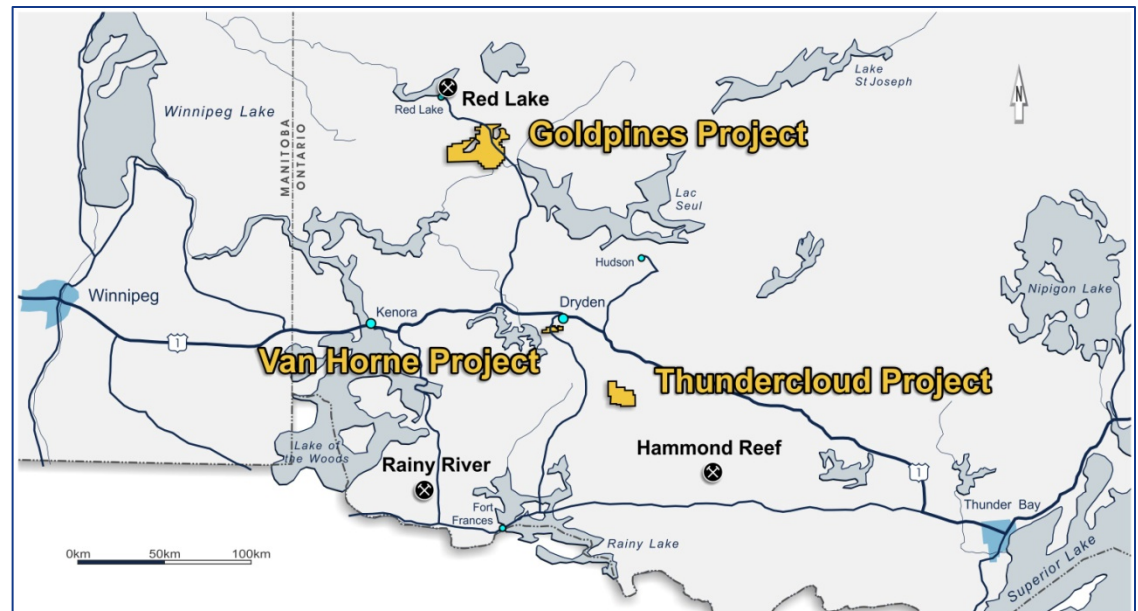 Winnipeg Lake
MANITOBA
ONTARIO
Red Lake
Red Lake
Goldpines Project
Lake
St Joseph
N
Lac
Seul
Hudson
Nipigon Lake
Winnipeg
1
Kenora
Dryden
Van Horne Project
Thundercloud Project
Lake of
the Woods
Rainy River
Hammond Reef
1
Fort
Frances
Thunder Bay
Rainy Lake
Superior Lake
0km
50km
100km